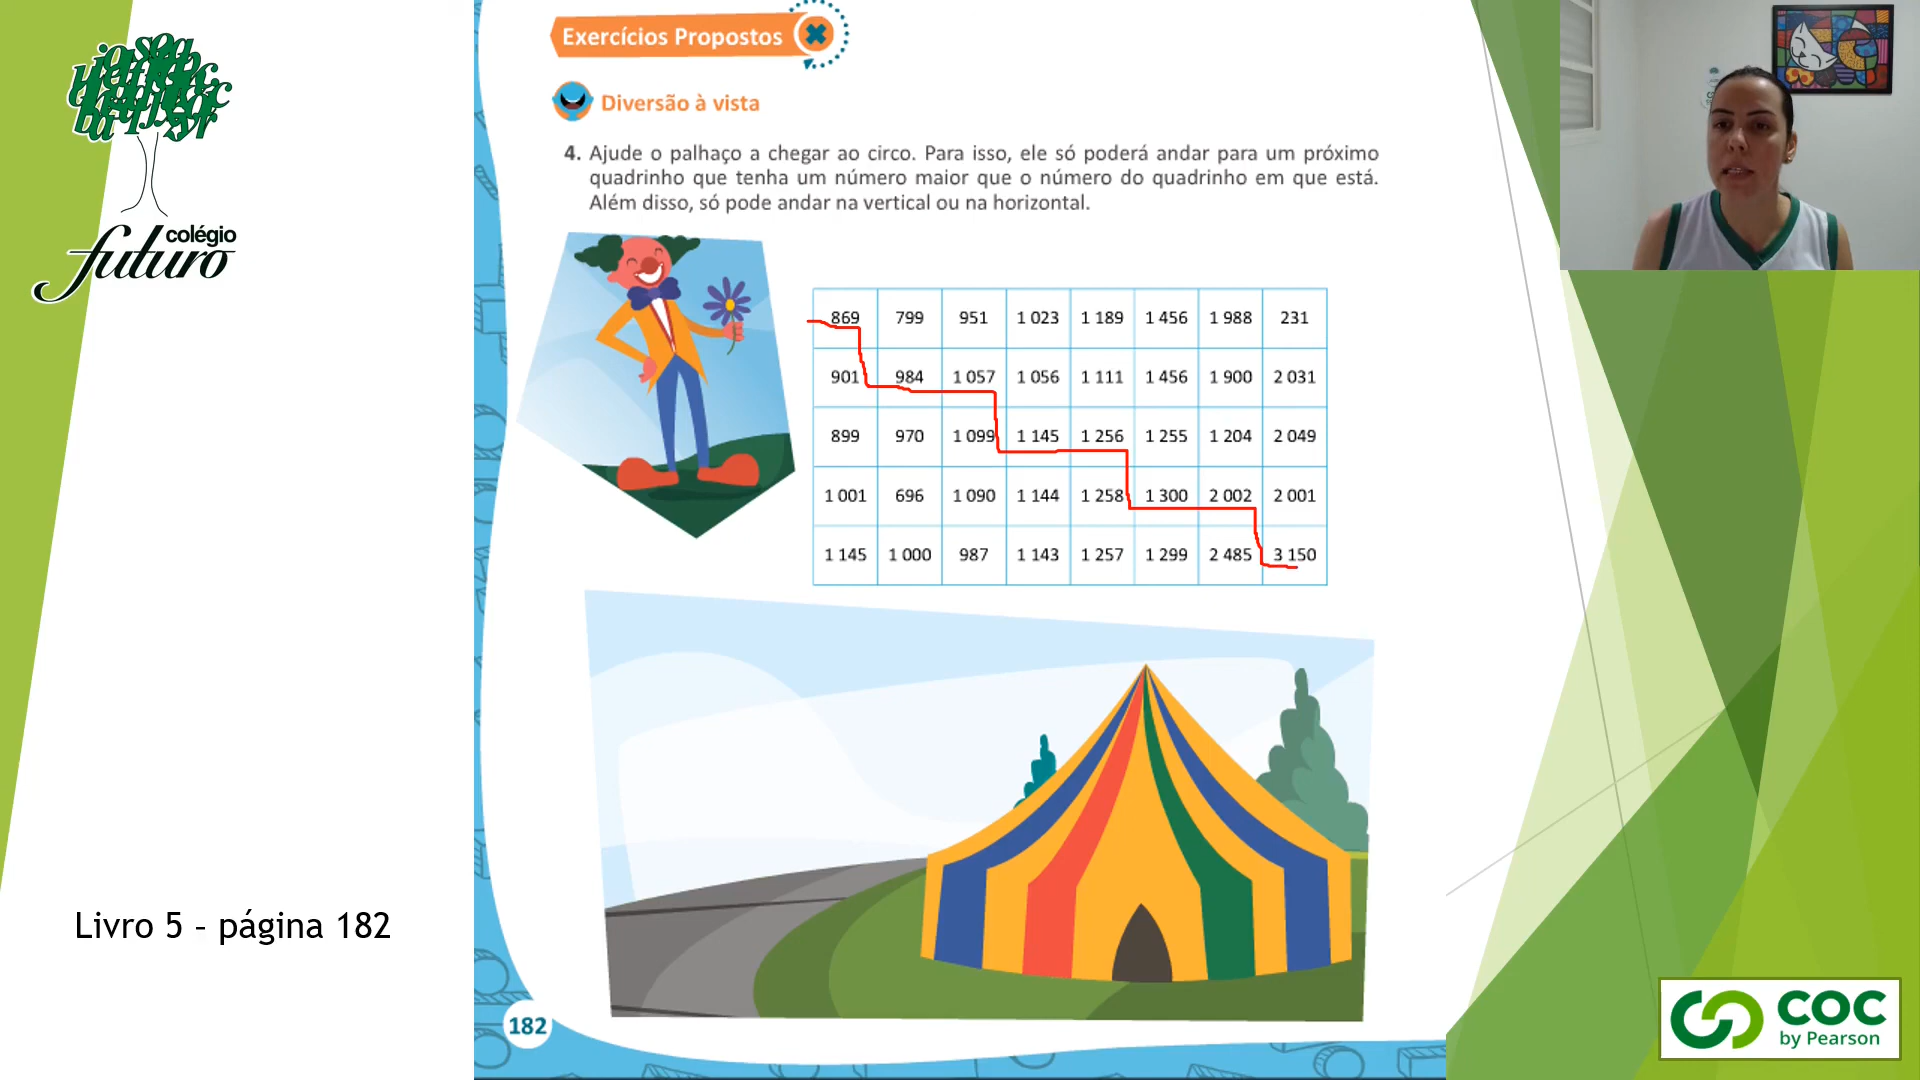 Exercícios Propostos
Diversão à vista
4. Ajude o palhaço a chegar ao circo. Para isso, ele só poderá andar para um próximo
quadrinho que tenha um número maior que o número do quadrinho em que está.
Além disso, só pode andar na vertical ou na horizontal.
869 799 951 1 023 1 189 1 456 1 988 231
901 984 1 057 1 056 1 111 1 456 1 900 2 031
899 970 1 099 1 145 1 256 1 255 1 204 2 049
1 001 696 1 090 1 144 1 258 1 300 2 002 2 001
1 145 1 000 987 1 143 1 257 1 299 2 485 3 150
182
colégio
futuro
Livro 5 - página 182
COC
by Pearson